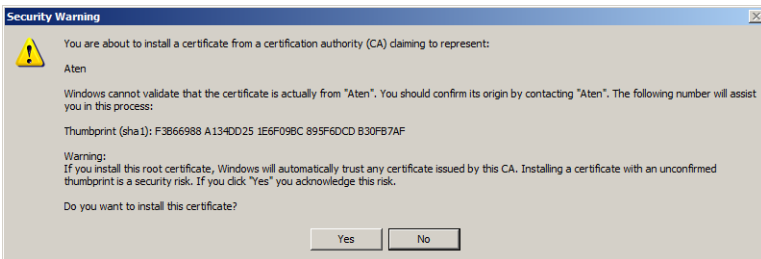 Security Warning
You are about to install a certificate from a certification authority (CA) claiming to represent:
Aten
Windows cannot validate that the certificate is actually from "Aten". You should confirm its origin by contacting "Aten". The following number will assist
you in this process:
Thumbprint (sha1): F3B66988 A134DD25 1E6F09BC 895F6DCD B30FB7AF
Warning:
If you install this root certificate, Windows will automatically trust any certificate issued by this CA. Installing a certificate with an unconfirmed
thumbprint is a security risk. If you click "Yes" you acknowledge this risk.
Do you want to install this certificate?
Yes No